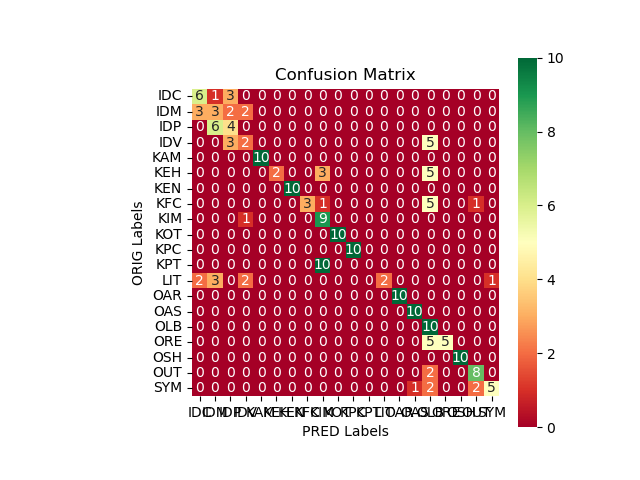 Confusion Matrix
ORIG Labels
IDC 6 1 3 0 0 0 0 0 0 0 0 0 0 0 0 0 0 0 0 0
IDM 3 3 2 2 0 0 0 0 0 0 0 0 0 0 0 0 0 0 0 0
IDP 0 6 4 0 0 0 0 0 0 0 0 0 0 0 0 0 0 0 0 0
IDV 0 0 3 2 0 0 0 0 0 0 0 0 0 0 0 5 0 0 0 0
KAM 0 0 0 0 10 0 0 0 0 0 0 0 0 0 0 0 0 0 0 0
KEH 0 0 0 0 0 2 0 0 3 0 0 0 0 0 0 5 0 0 0 0
KEN 0 0 0 0 0 0 10 0 0 0 0 0 0 0 0 0 0 0 0 0
KFC 0 0 0 0 0 0 0 3 1 0 0 0 0 0 0 5 0 0 1 0
KIM 0 0 0 1 0 0 0 0 9 0 0 0 0 0 0 0 0 0 0 0
KOT 0 0 0 0 0 0 0 0 0 10 0 0 0 0 0 0 0 0 0 0
KPC 0 0 0 0 0 0 0 0 0 0 10 0 0 0 0 0 0 0 0 0
KPT 0 0 0 0 0 0 0 0 10 0 0 0 0 0 0 0 0 0 0 0
LIT 2 3 0 2 0 0 0 0 0 0 0 0 2 0 0 0 0 0 0 1
OAR 0 0 0 0 0 0 0 0 0 0 0 0 0 10 0 0 0 0 0 0
OAS 0 0 0 0 0 0 0 0 0 0 0 0 0 0 10 0 0 0 0 0
OLB 0 0 0 0 0 0 0 0 0 0 0 0 0 0 0 10 0 0 0 0
ORE 0 0 0 0 0 0 0 0 0 0 0 0 0 0 0 5 5 0 0 0
OSH 0 0 0 0 0 0 0 0 0 0 0 0 0 0 0 0 0 10 0 0
OUT 0 0 0 0 0 0 0 0 0 0 0 0 0 0 0 2 0 0 8 0
SYM 0 0 0 0 0 0 0 0 0 0 0 0 0 0 1 2 0 0 2 5
IDC IDM IDP IDV KAM KEH KEN KFC KIM KOT KPC KPT LIT OAR OAS OLB ORE OSH OUT SYM
PRED Labels
10
8
6
4
2
0